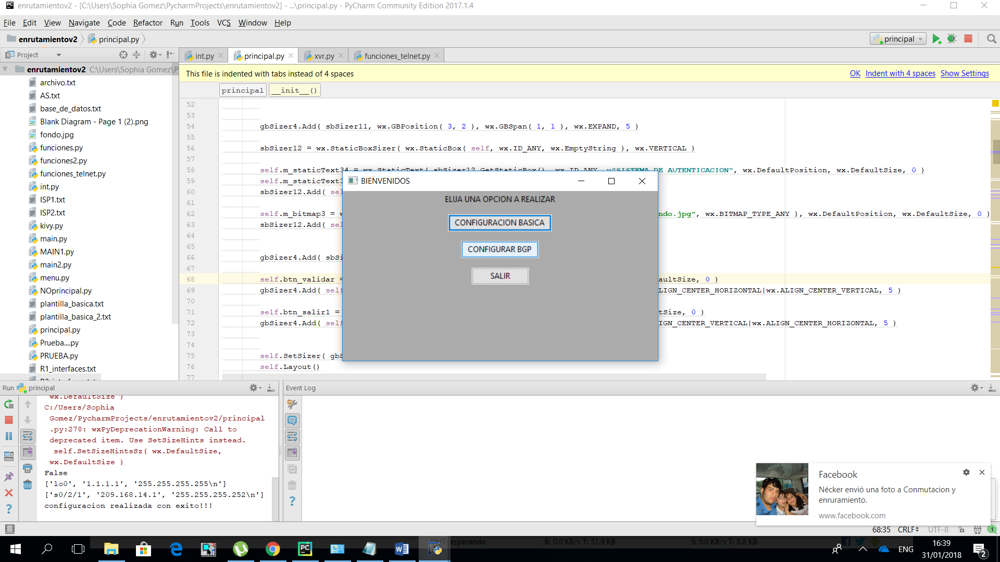 enrutamientov2 - [C:\Users\Sophia Gomez\PycharmProjects\enrutamientov2] - ...\principal.py - PyCharm Community Edition 2017.1.4
File Edit View Navigate Code Refactor Run Tools VCS Window Help
enrutamientov2 principal.py
principal
Project
int.py principal.py xvr.py funciones_telnet.py
enrutamientov2 C:\Users\Sophia Gomez\P
archivo.txt
AS.txt
base_de_datos.txt
Blank Diagram - Page 1 (2).png
fondo.jpg
funciones.py
funciones2.py
funciones_telnet.py
int.py
ISP1.txt
ISP2.txt
kivy.py
main.py
MAIN1.py
main2.py
menu.py
NOprincipal.py
plantilla_basica.txt
plantilla_basica_2.txt
principal.py
Prueba....py
PRUEBA.py
R1_interfaces.txt
This file is indented with tabs instead of 4 spaces
OK Indent with 4 spaces Show Settings
principal __init__()
52
53
54 gbSizer4.Add( sbSizer11, wx.GBPosition( 3, 2 ), wx.GBSpan( 1, 1 ), wx.EXPAND, 5 )
55
56 sbSizer12 = wx.StaticBoxSizer( wx.StaticBox( self, wx.ID_ANY, wx.EmptyString ), wx.VERTICAL )
57
58 self.m_staticText34 = wx.StaticText( sbSizer12.GetStaticBox(), wx.ID_ANY, u"SISTEMA DE AUTENTICACION", wx.DefaultPosition, wx.DefaultSize, 0 )
59 self.m_staticText3
60 sbSizer12.Add( sel
61
62 self.m_bitmap3 = w ndo.jpg", wx.BITMAP_TYPE_ANY ), wx.DefaultPosition, wx.DefaultSize, 0 )
63 sbSizer12.Add( sel
64
65
66 gbSizer4.Add( sbSi
67
68 self.btn_validar = aultSize, 0 )
69 gbSizer4.Add( self LIGN_CENTER_HORIZONTAL|wx.ALIGN_CENTER_VERTICAL, 5 )
70
71 self.btn_salir1 = tSize, 0 )
72 gbSizer4.Add( self IGN_CENTER_VERTICAL|wx.ALIGN_CENTER_HORIZONTAL, 5 )
73
74
75 self.SetSizer( gbS
76 self.Layout()
77
BIENVENIDOS
ELIJA UNA OPCION A REALIZAR
CONFIGURACION BASICA
CONFIGURAR BGP
SALIR
Run principal
wx.DefaultSize )
C:/Users/Sophia
Gomez/PycharmProjects/enrutamientov2/principal
.py:278: wxPyDeprecationWarning: Call to
deprecated item. Use SetSizeHints instead.
self.SetSizeHintsSz( wx.DefaultSize,
wx.DefaultSize )
False
['lo0', '1.1.1.1', '255.255.255.255\n']
['s0/2/1', '209.168.14.1', '255.255.255.252\n']
configuracion realizada con exito!!!
Event Log
Facebook
Nécker envió una foto a Conmutacion y
enruramiento.
www.facebook.com
68:35 CRLF UTF-8 1
DHT: esperando B: 0.0 KB/s T: 51.9 KB S: 0.0 KB/s T: 8.8 KB
ENG
16:39
31/01/2018
2